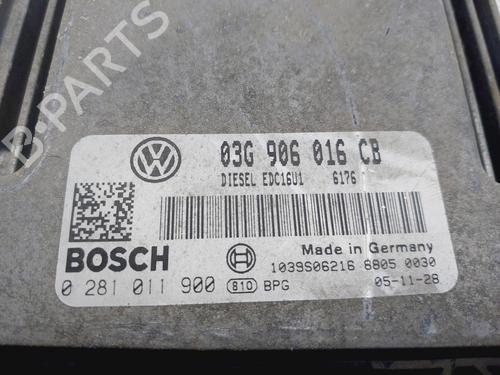 B-PARTS
03G 906 016 CB
DIESEL EDC16U1 6176
BOSCH
Made in Germany
1039S06216 8805 0030
0 281 011 900 810 BPG 05-11-28